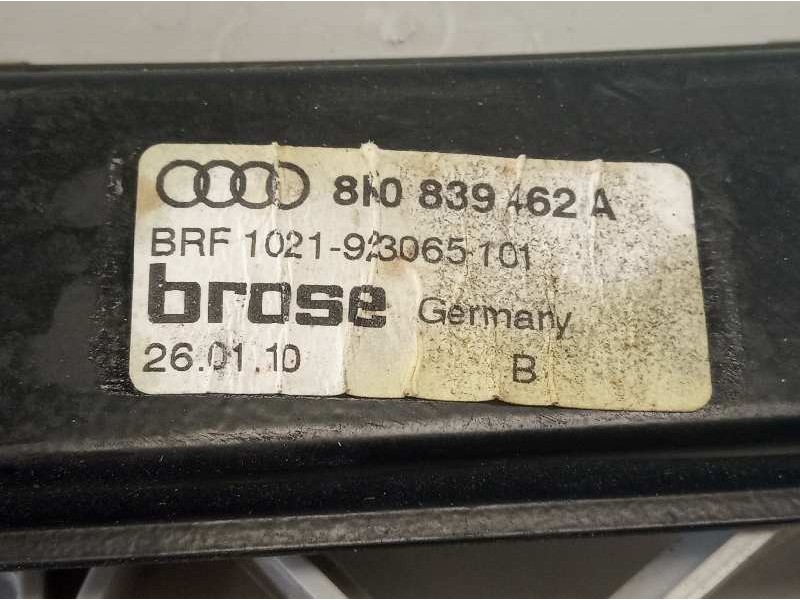 8K0 839 462 A
BRF 1021-923065-101
brose Germany
26.01.10 B